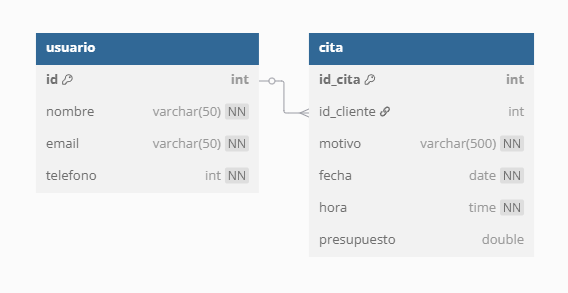 usuario
id int
nombre varchar(50) NN
email varchar(50) NN
telefono int NN
cita
id_cita int
id_cliente int
motivo varchar(500) NN
fecha date NN
hora time NN
presupuesto double